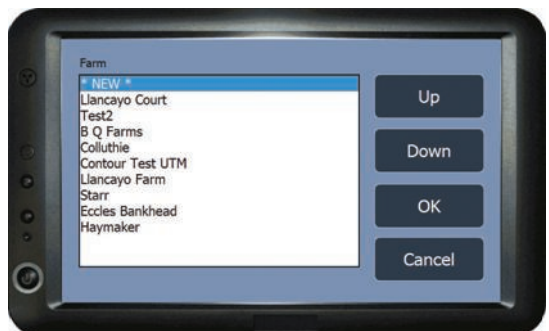 Farm
* NEW *
Llancayo Court
Test2
B Q Farms
Colluthie
Contour Test UTM
Llancayo Farm
Starr
Eccles Bankhead
Haymaker
Up
Down
OK
Cancel